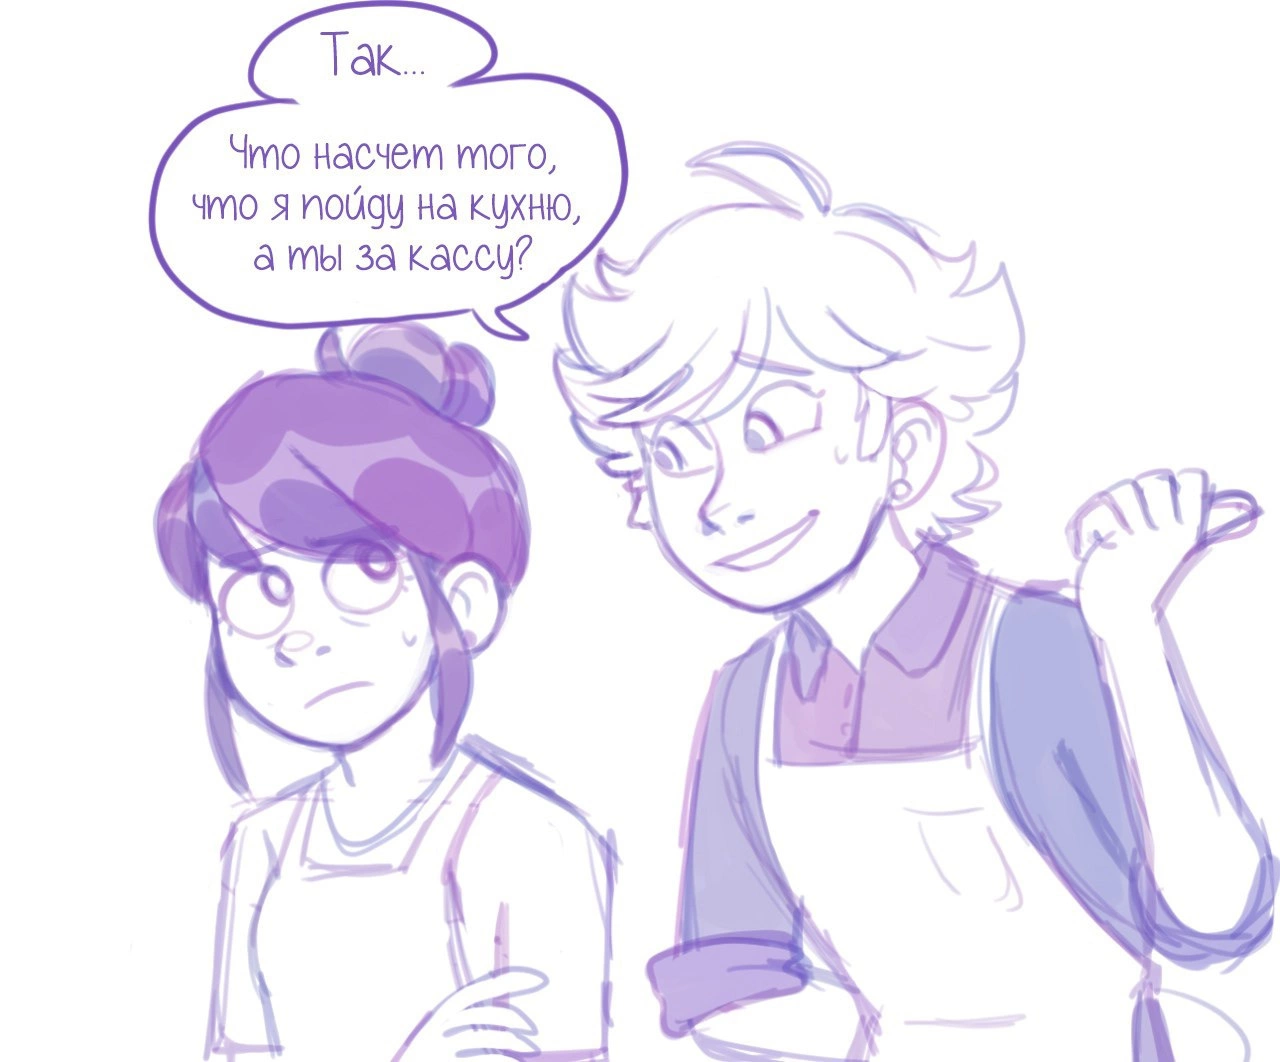 Так...
Что насчет того,
что я пойду на кухню,
а ты за кассу?